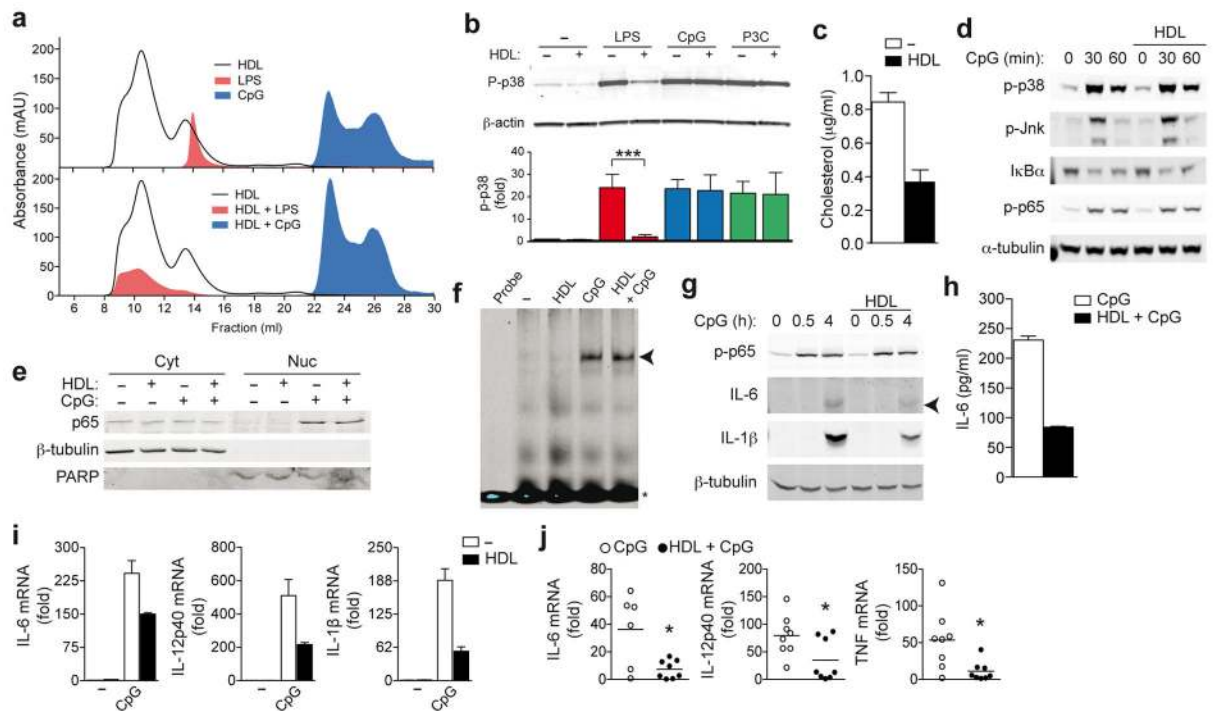 a
Absorbance (mAU)
200
150
100
50
0
HDL
LPS
CpG
200
150
100
50
0
HDL
HDL + LPS
HDL + CpG
6 8 10 12 14 16 18 20 22 24 26 28 30
Fraction (ml)
b
– LPS CpG P3C
HDL: – + – + – + – +
P-p38
β-actin
p-p38
(fold)
40
30
20
10
0
***
c
–
HDL
Cholesterol (μg/ml)
1.0
0.8
0.6
0.4
0.2
0.0
d
HDL
CpG (min): 0 30 60 0 30 60
p-p38
p-Jnk
IκBα
p-p65
α-tubulin
e
Cyt Nuc
HDL: – + – + – + – +
CpG: – – + + – – + +
p65
β-tubulin
PARP
f
Probe
–
HDL
CpG
HDL
+ CpG
*
g
HDL
CpG (h): 0 0.5 4 0 0.5 4
p-p65
IL-6
IL-1β
β-tubulin
h
CpG
HDL + CpG
IL-6 (pg/ml)
300
250
200
150
100
50
0
i
–
HDL
IL-6 mRNA
(fold)
300
225
150
75
0
– CpG
IL-12p40 mRNA
(fold)
800
600
400
200
0
– CpG
IL-1β mRNA
(fold)
250
188
125
63
0
– CpG
j
CpG HDL + CpG
IL-6 mRNA
(fold)
80
60
40
20
0
*
IL-12p40 mRNA
(fold)
200
150
100
50
0
*
TNF mRNA
(fold)
150
100
50
0
*